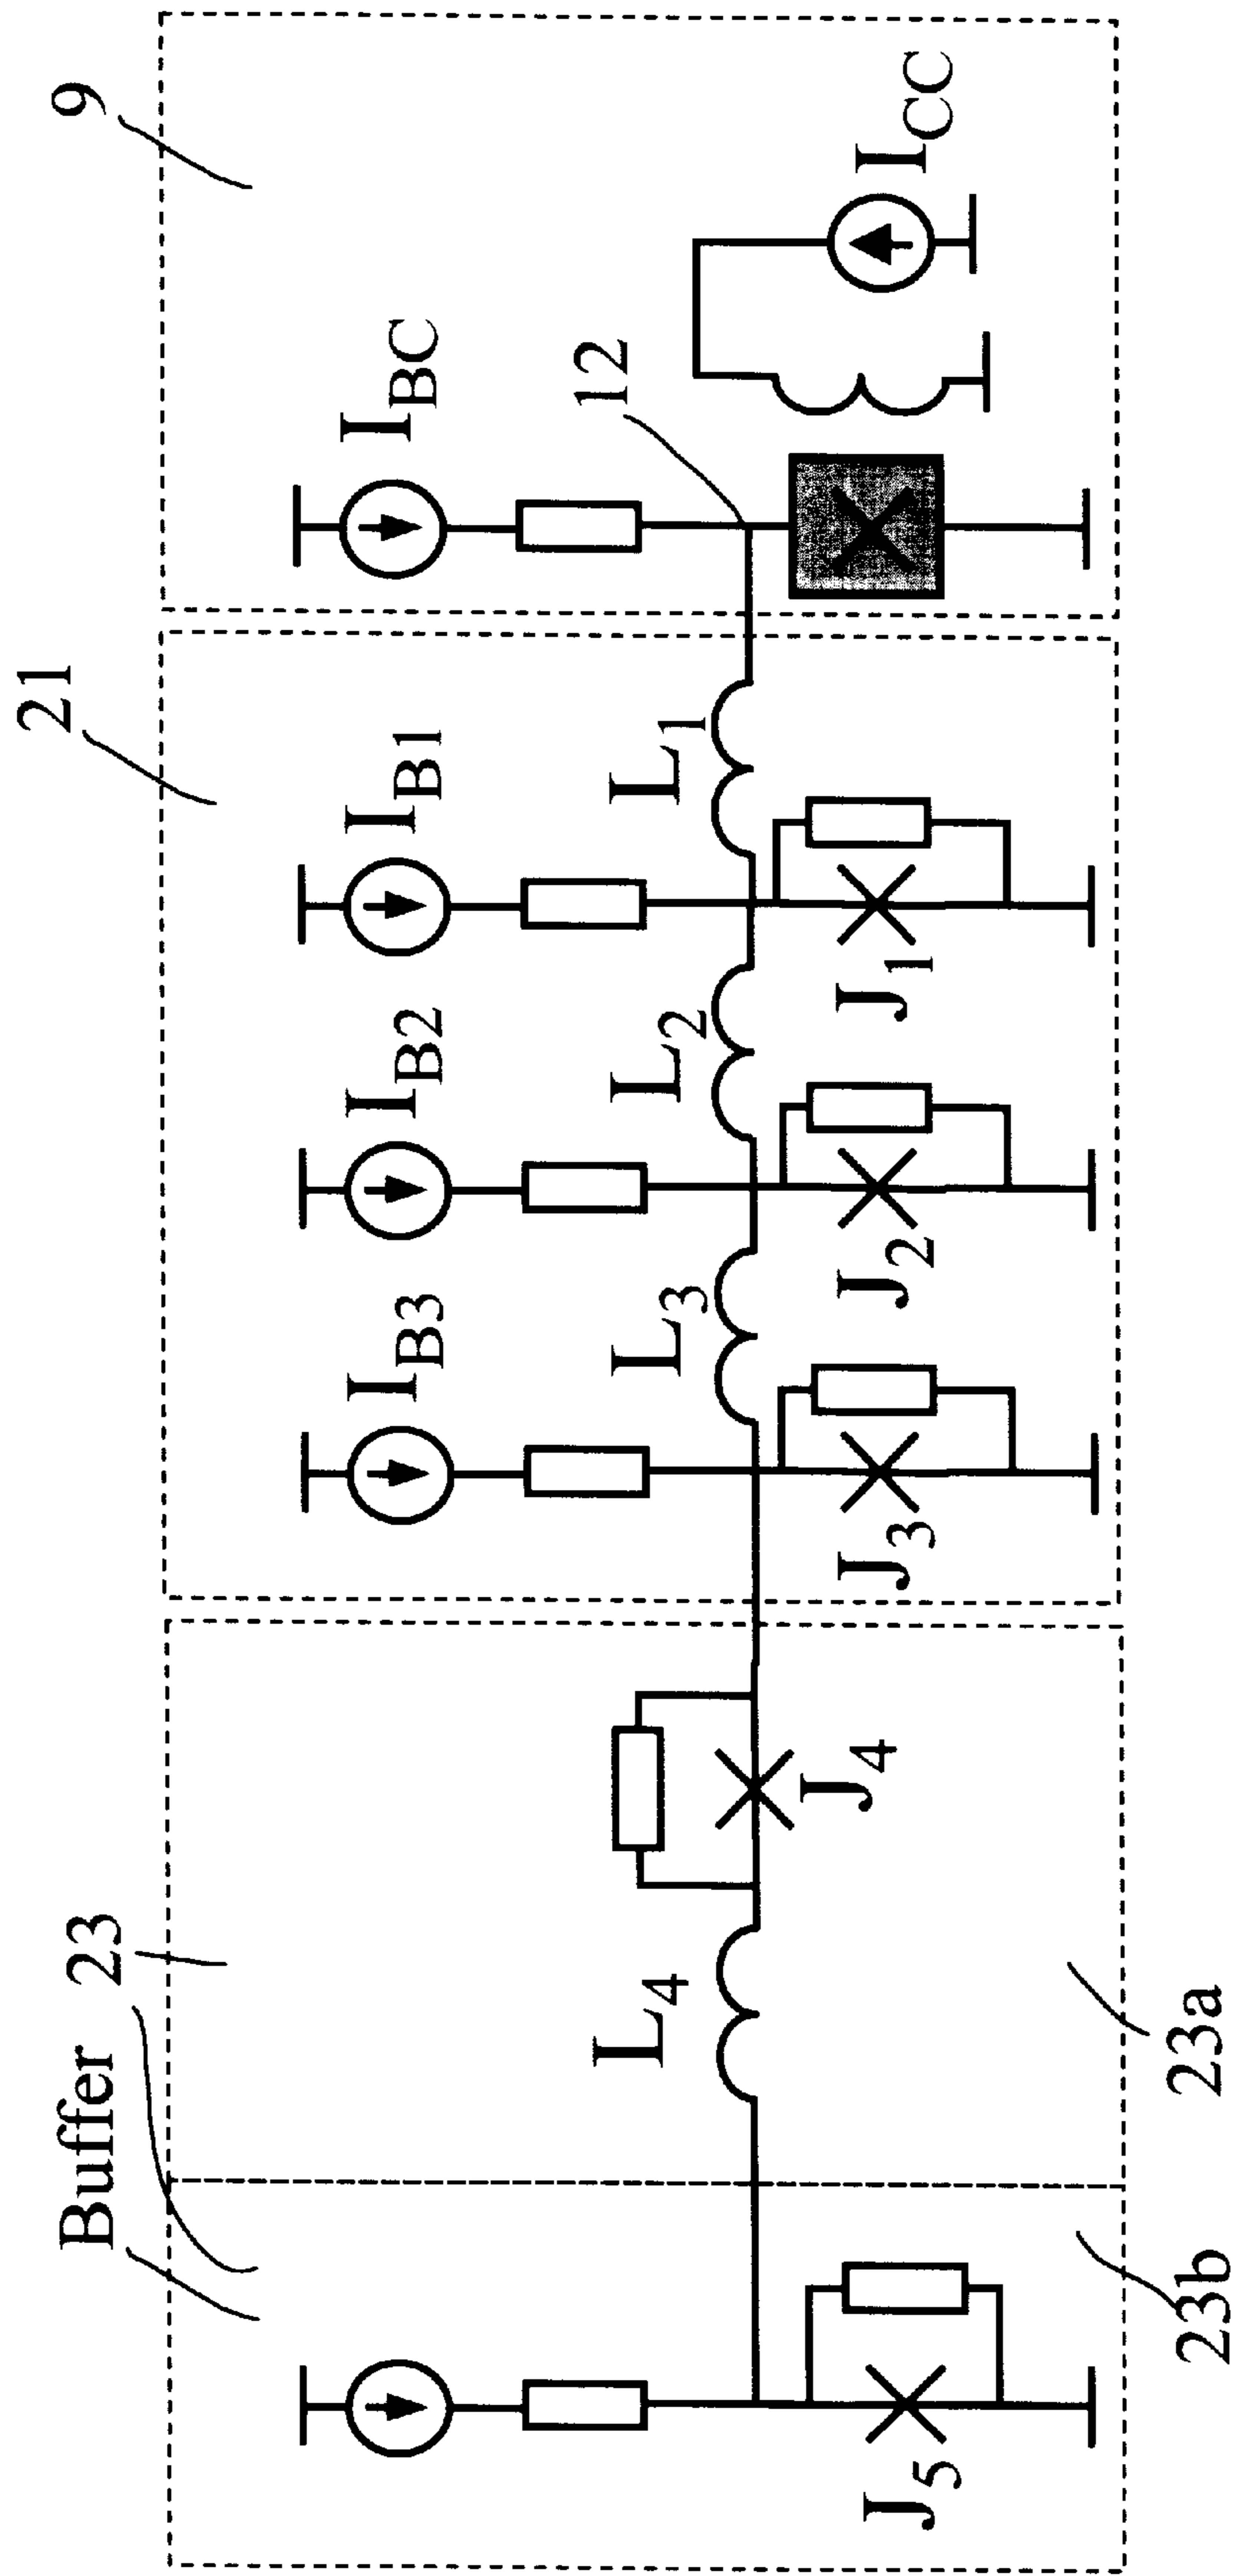 9
21
Buffer 23
I_BC
I_B1
I_B2
I_B3
12
I_CC
L_1
L_2
L_3
L_4
J_1
J_2
J_3
J_4
J_5
23a
23b